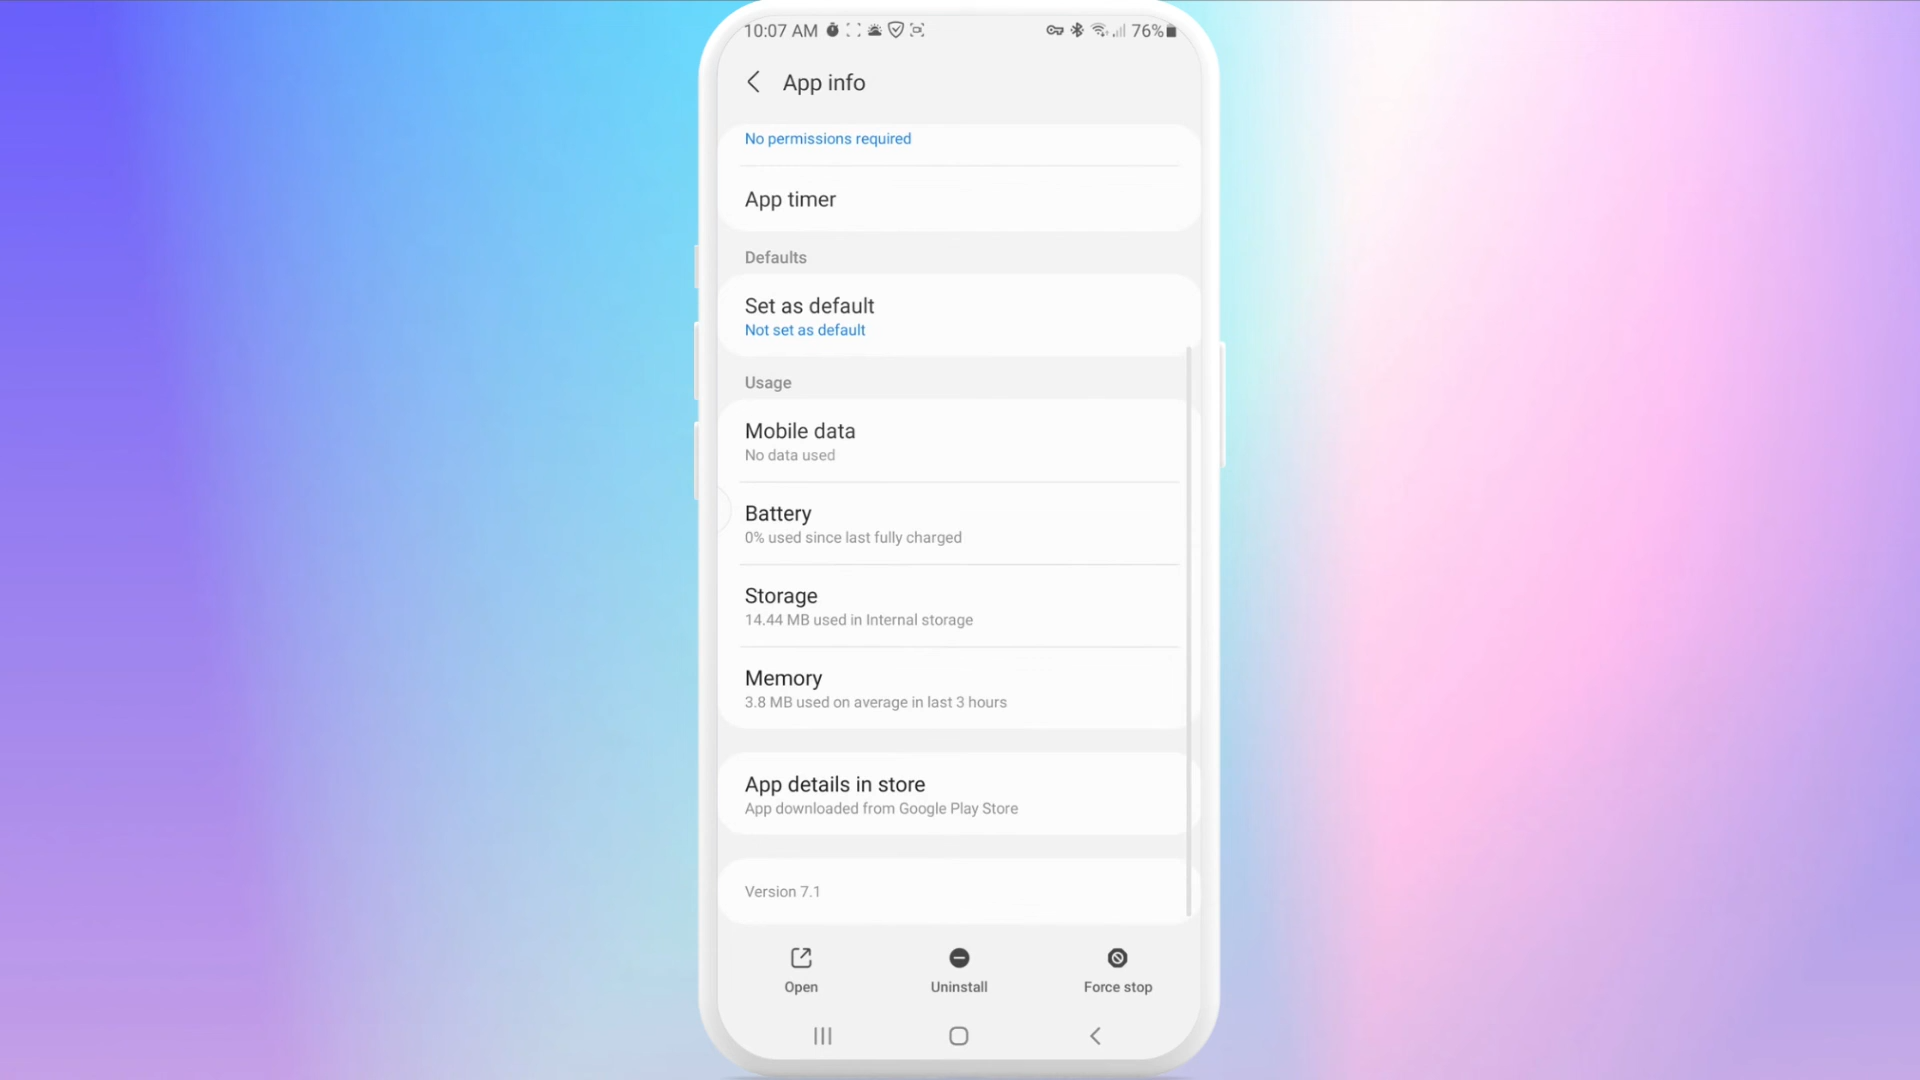 10:07 AM 76%
App info
No permissions required
App timer
Defaults
Set as default
Not set as default
Usage
Mobile data
No data used
Battery
0% used since last fully charged
Storage
14.44 MB used in Internal storage
Memory
3.8 MB used on average in last 3 hours
App details in store
App downloaded from Google Play Store
Version 7.1
Open Uninstall Force stop